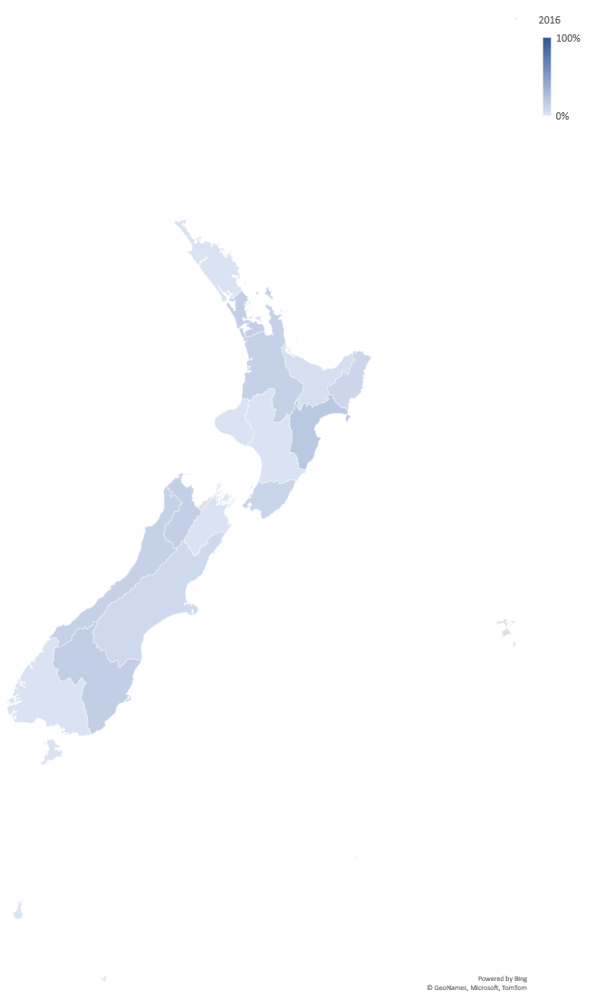 2016
100%
0%
Powered by Bing
© GeoNames, Microsoft, TomTom